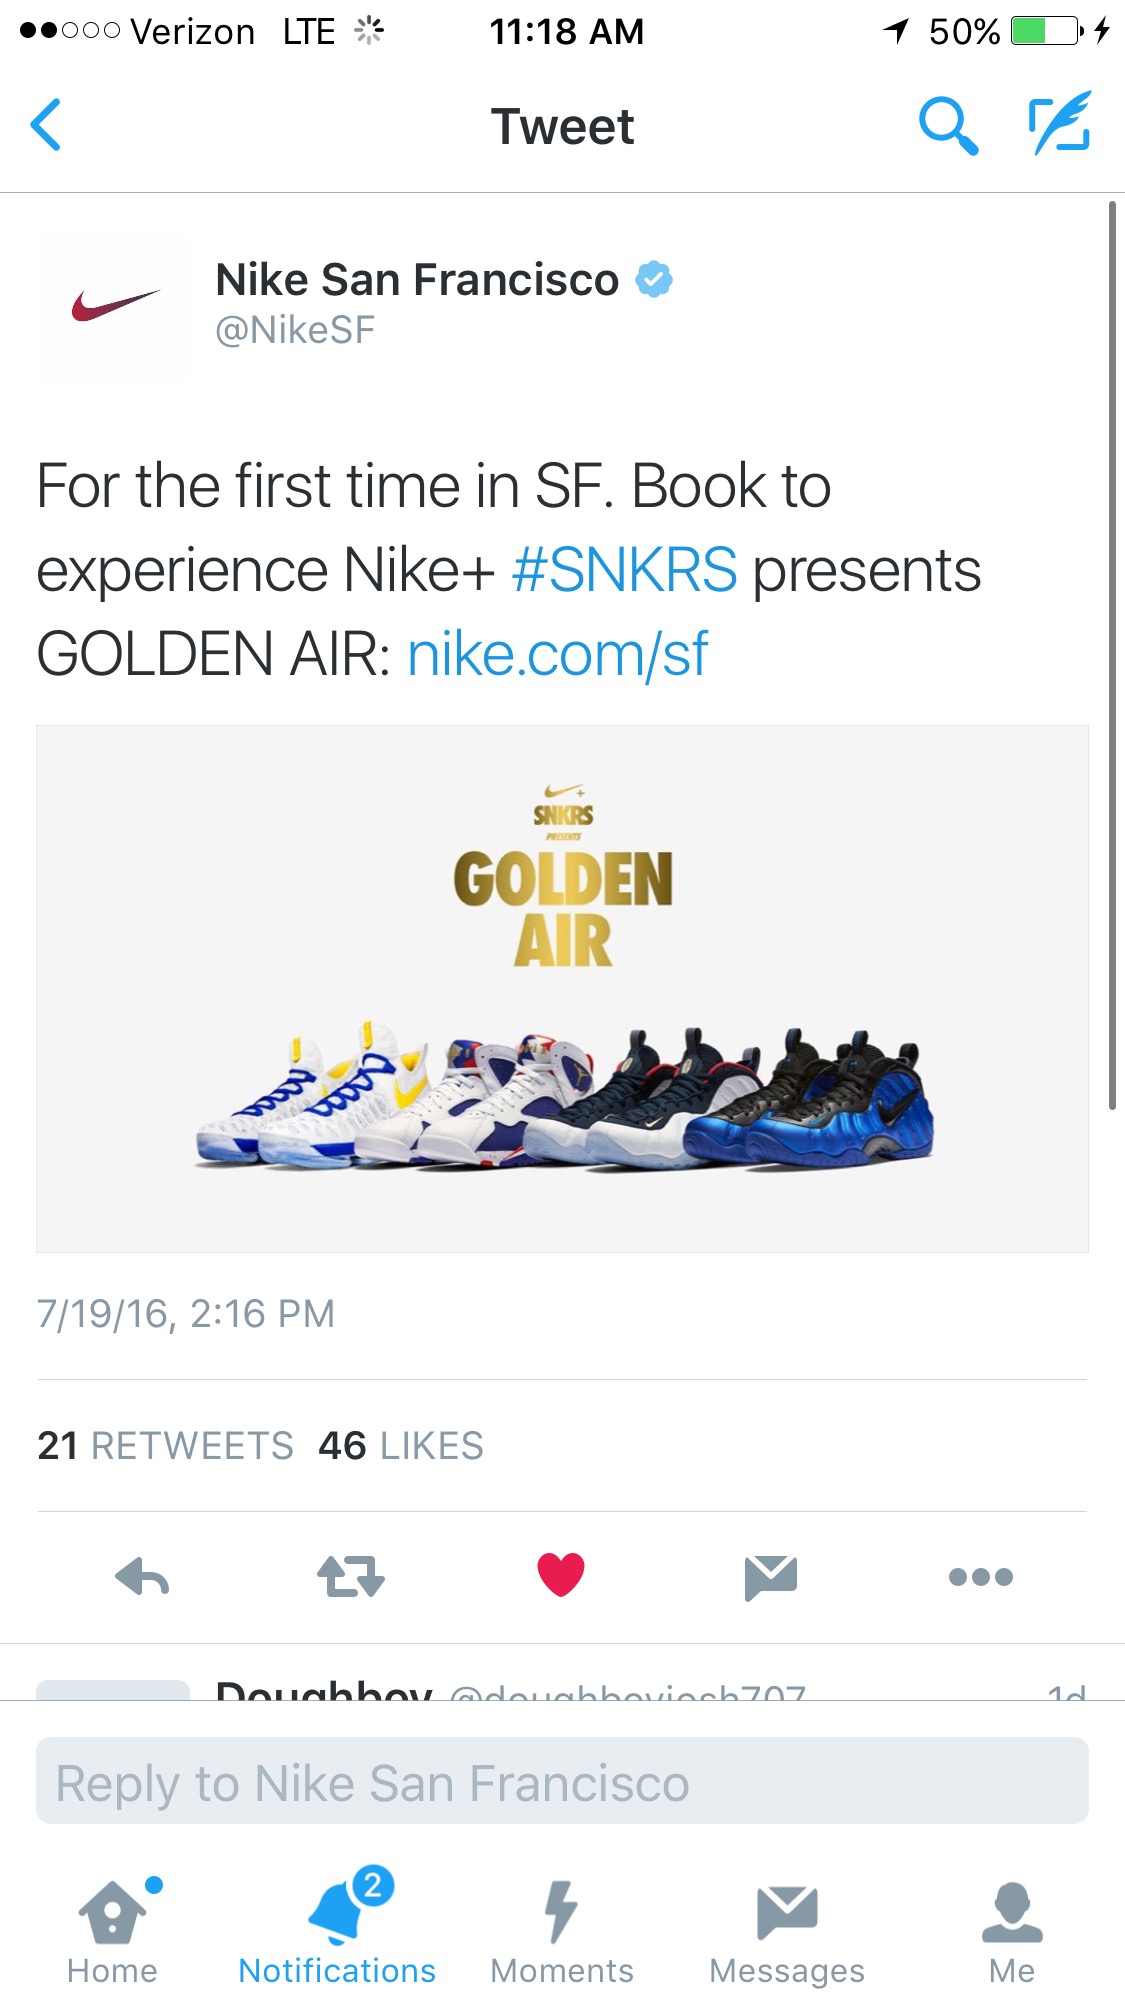 Verizon LTE 11:18 AM 50%
Tweet
Nike San Francisco
@NikeSF
For the first time in SF. Book to
experience Nike+ #SNKRS presents
GOLDEN AIR: nike.com/sf
SNKRS
PRESENTS
GOLDEN
AIR
7/19/16, 2:16 PM
21 RETWEETS 46 LIKES
Doughboy @doughboyjosh707 1d
Reply to Nike San Francisco
2
Home Notifications Moments Messages Me